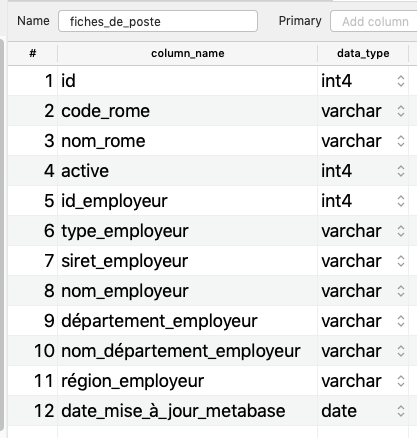 Name fiches_de_poste Primary Add column
# column_name data_type
1 id int4
2 code_rome varchar
3 nom_rome varchar
4 active int4
5 id_employeur int4
6 type_employeur varchar
7 siret_employeur varchar
8 nom_employeur varchar
9 département_employeur varchar
10 nom_département_employeur varchar
11 région_employeur varchar
12 date_mise_à_jour_metabase date